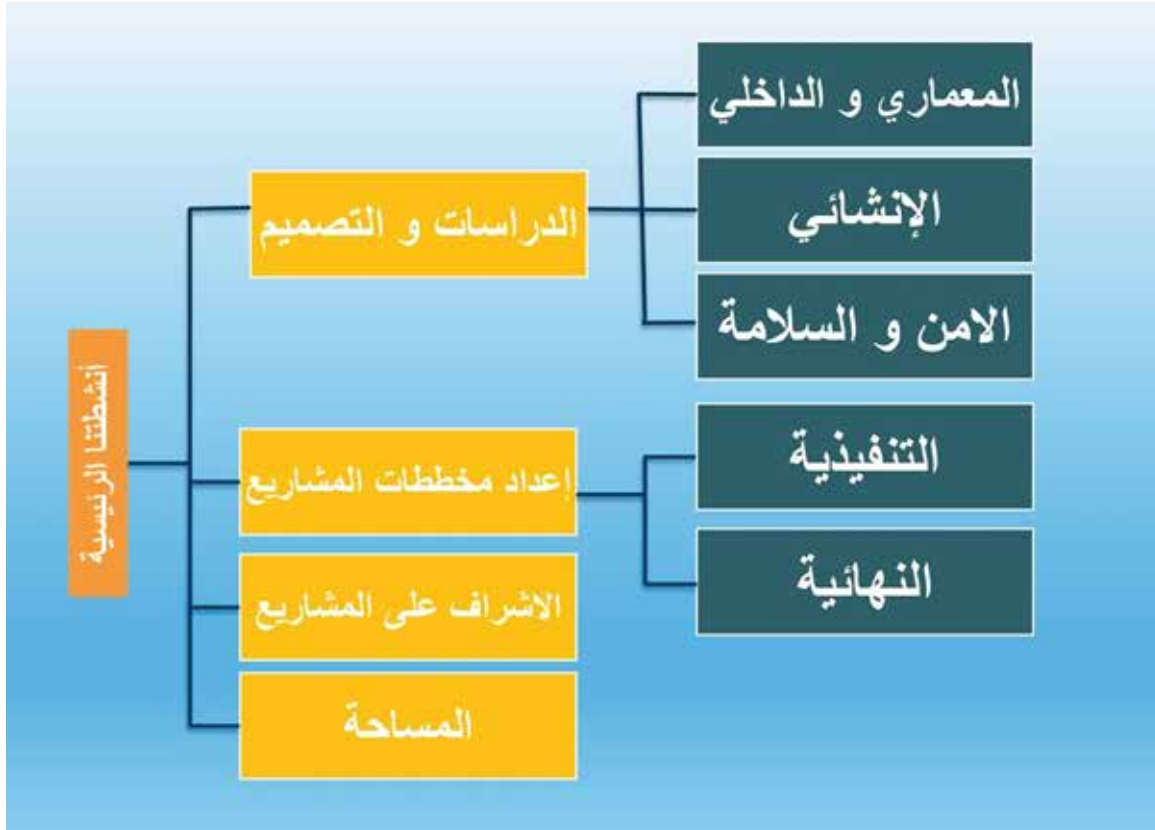 أنشطتنا الرئيسية
الدراسات و التصميم
المعماري و الداخلي
الإنشائي
الامن و السلامة
إعداد مخططات المشاريع
التنفيذية
النهائية
الاشراف على المشاريع
المساحة